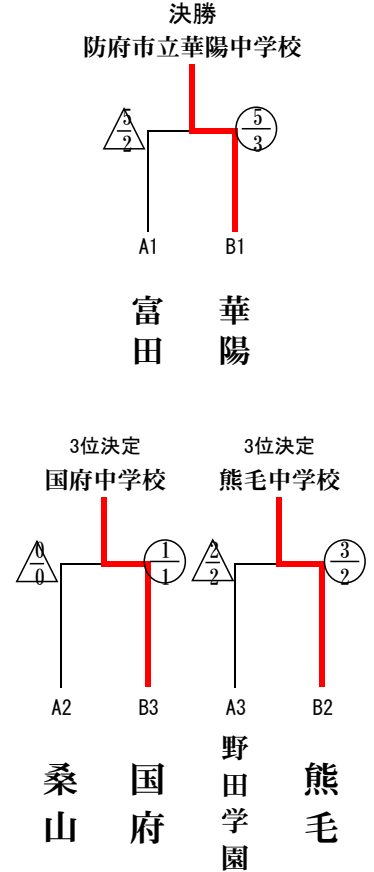 決勝
防府市立華陽中学校
5
2
5
3
A1
B1
富田
華陽
3位決定
3位決定
国府中学校
熊毛中学校
0
0
1
1
2
2
3
2
A2
B3
A3
B2
桑山
国府
野田学園
熊毛